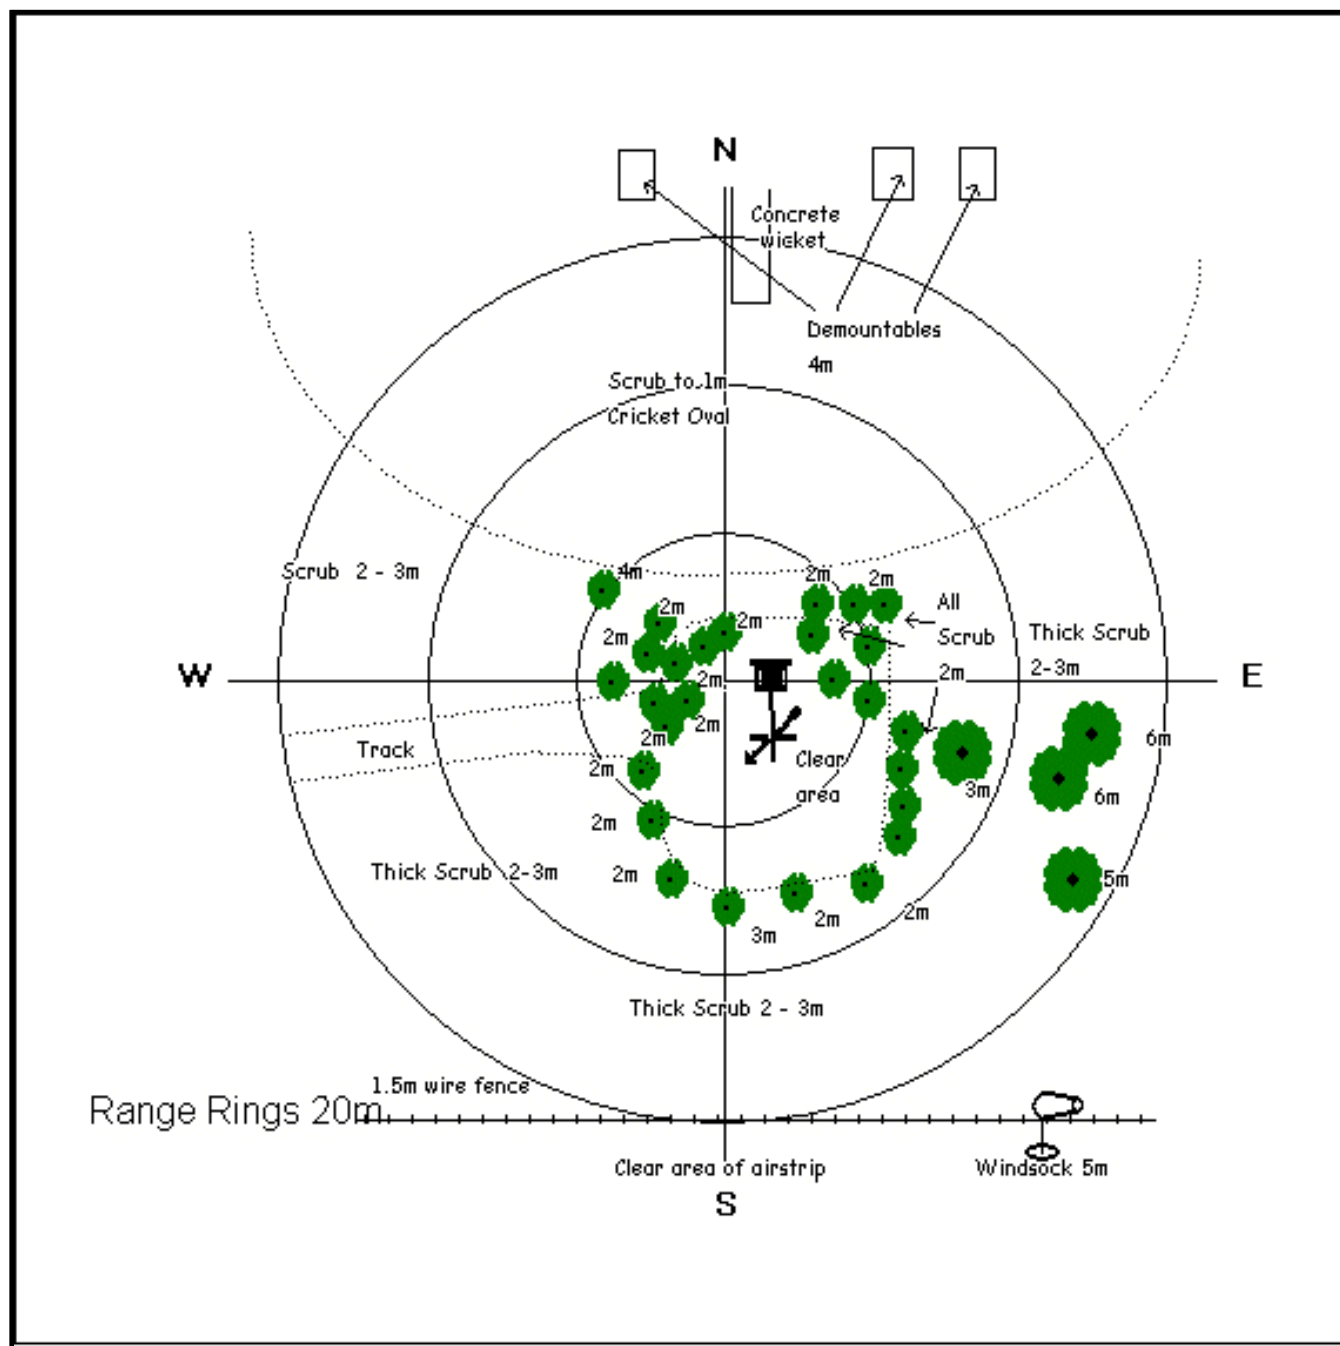 N
Concrete
wicket
Demountables
4m
Scrub to 1m
Cricket Oval
Scrub 2 - 3m
4m
2m
2m
2m
2m
2m
2m
All
Scrub
2m
Thick Scrub
2-3m
W
E
2m
2m
2m
Track
Clear
area
2m
3m
6m
6m
2m
Thick Scrub 2-3m
2m
5m
3m
2m
2m
Thick Scrub 2 - 3m
1.5m wire fence
Range Rings 20m
Clear area of airstrip
Windsock 5m
S